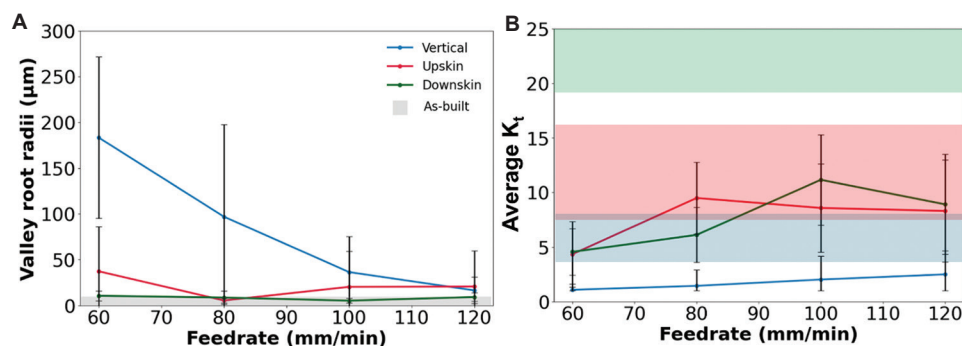 A
Valley root radii (μm)
300
250
200
150
100
50
0
Vertical
Upskin
Downskin
As-built
60 70 80 90 100 110 120
Feedrate (mm/min)
B
Average Kt
25
20
15
10
5
0
60 70 80 90 100 110 120
Feedrate (mm/min)